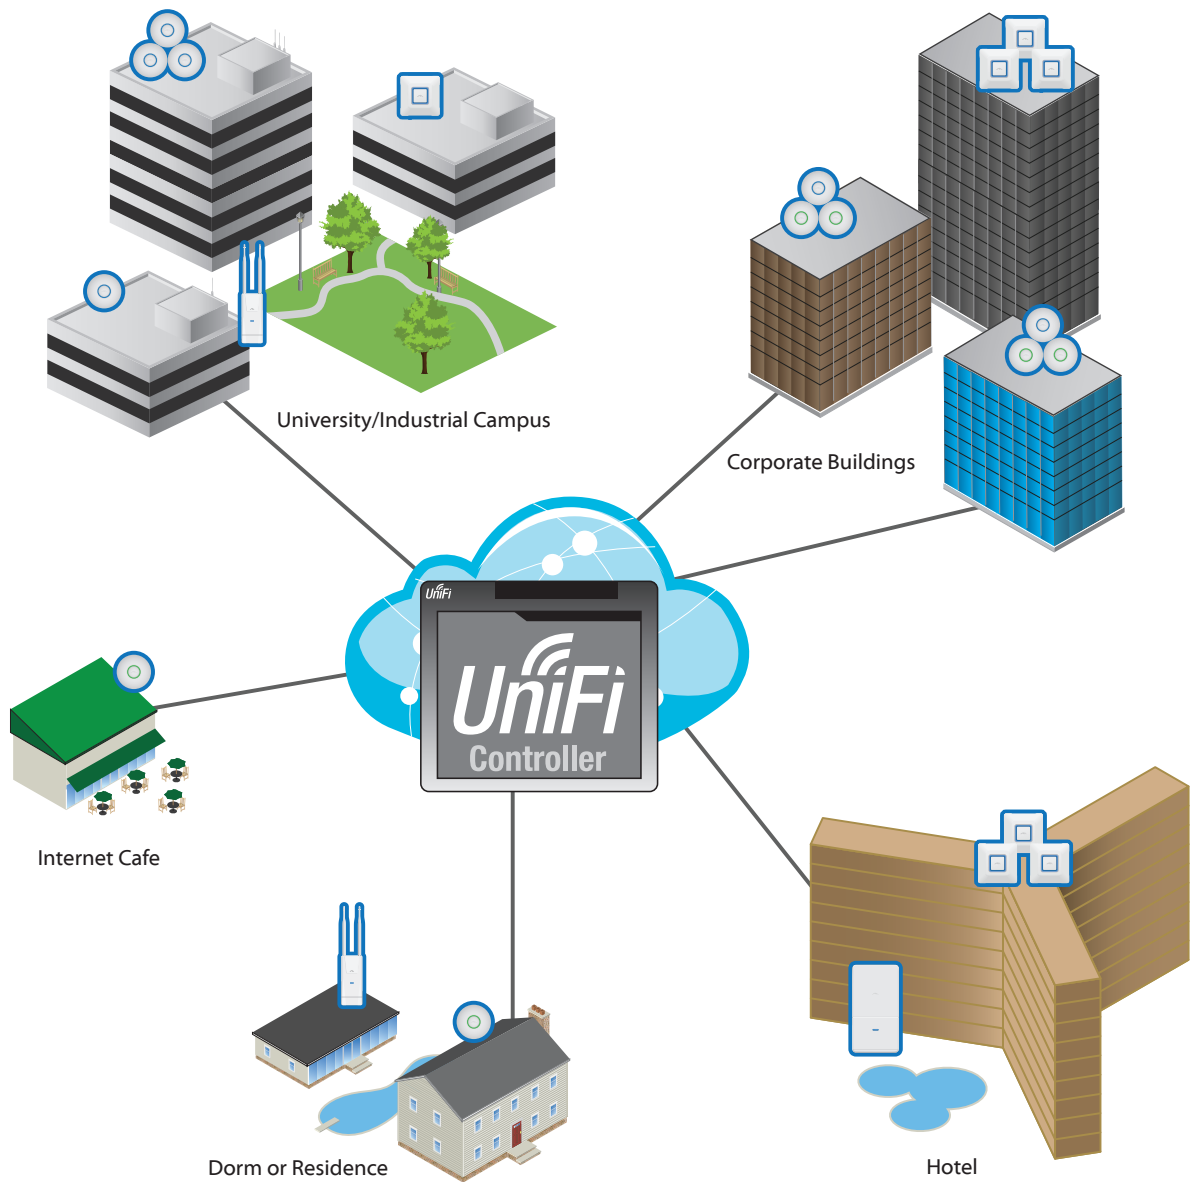 University/Industrial Campus
Corporate Buildings
UniFi
UniFi
Controller
Internet Cafe
Dorm or Residence
Hotel